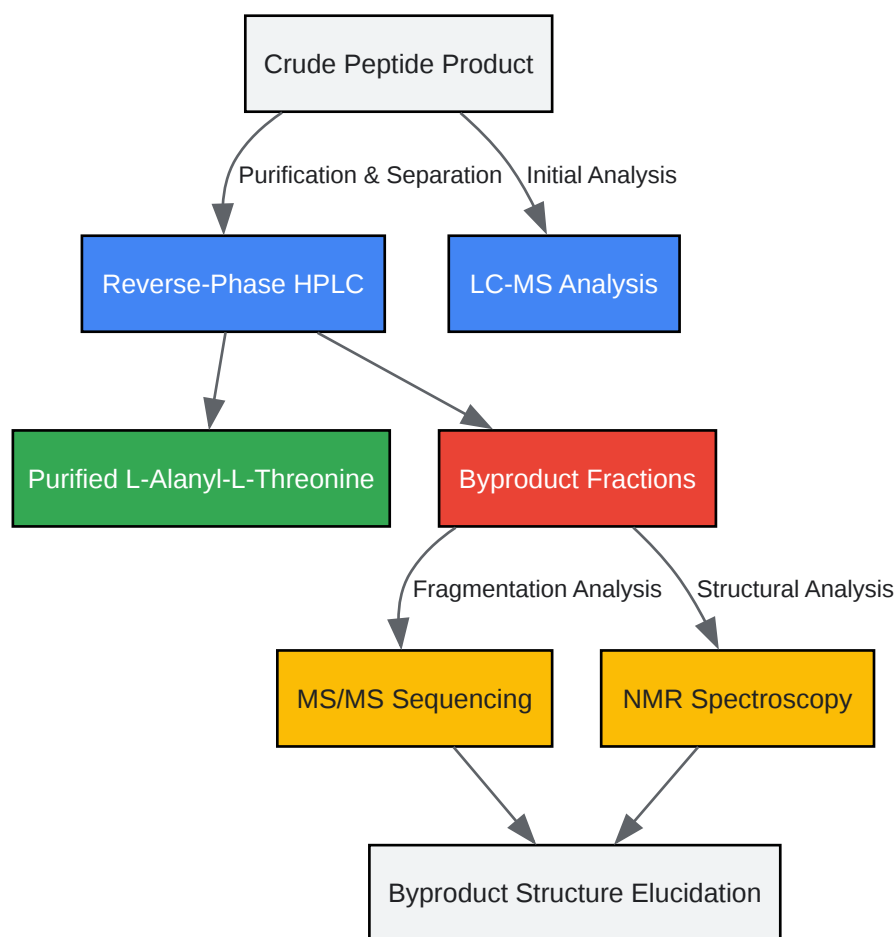 Crude Peptide Product
Purification & Separation
Initial Analysis
Reverse-Phase HPLC
LC-MS Analysis
Purified L-Alanyl-L-Threonine
Byproduct Fractions
Fragmentation Analysis
Structural Analysis
MS/MS Sequencing
NMR Spectroscopy
Byproduct Structure Elucidation